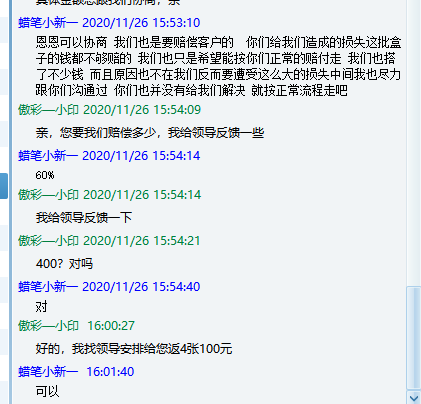 蜡笔小新一 2020/11/26 15:53:10
恩恩可以协商  我们也是要赔偿客户的   你们给我们造成的损失这批盒
子的钱都不够赔的 我们也只是希望能按你们正常的赔付走 我们也搭
了不少钱 而且原因也不在我们反而要遭受这么大的损失中间我也尽力
跟你们沟通过 你们也并没有给我们解决 就按正常流程走吧
傲彩—小印 2020/11/26 15:54:09
亲，您要我们赔偿多少，我给领导反馈一些
蜡笔小新一 2020/11/26 15:54:14
60%
傲彩—小印 2020/11/26 15:54:14
我给领导反馈一下
傲彩—小印 2020/11/26 15:54:21
400？对吗
蜡笔小新一 2020/11/26 15:54:40
对
傲彩—小印  16:00:27
好的，我找领导安排给您返4张100元
蜡笔小新一  16:01:40
可以